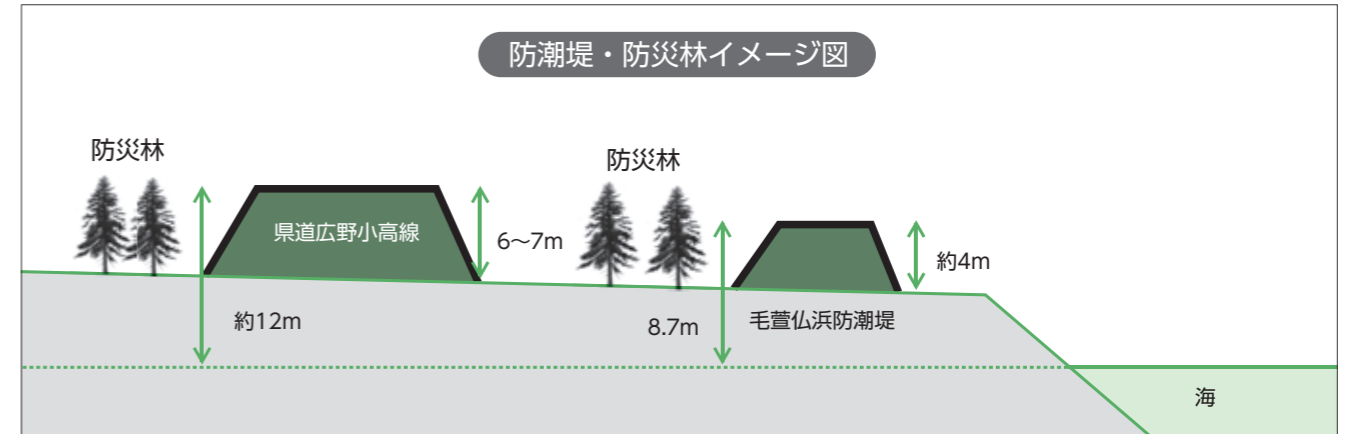 防潮堤・防災林イメージ図
防災林
防災林
県道広野小高線
6〜7m
約4m
約12m
8.7m
毛萱仏浜防潮堤
海